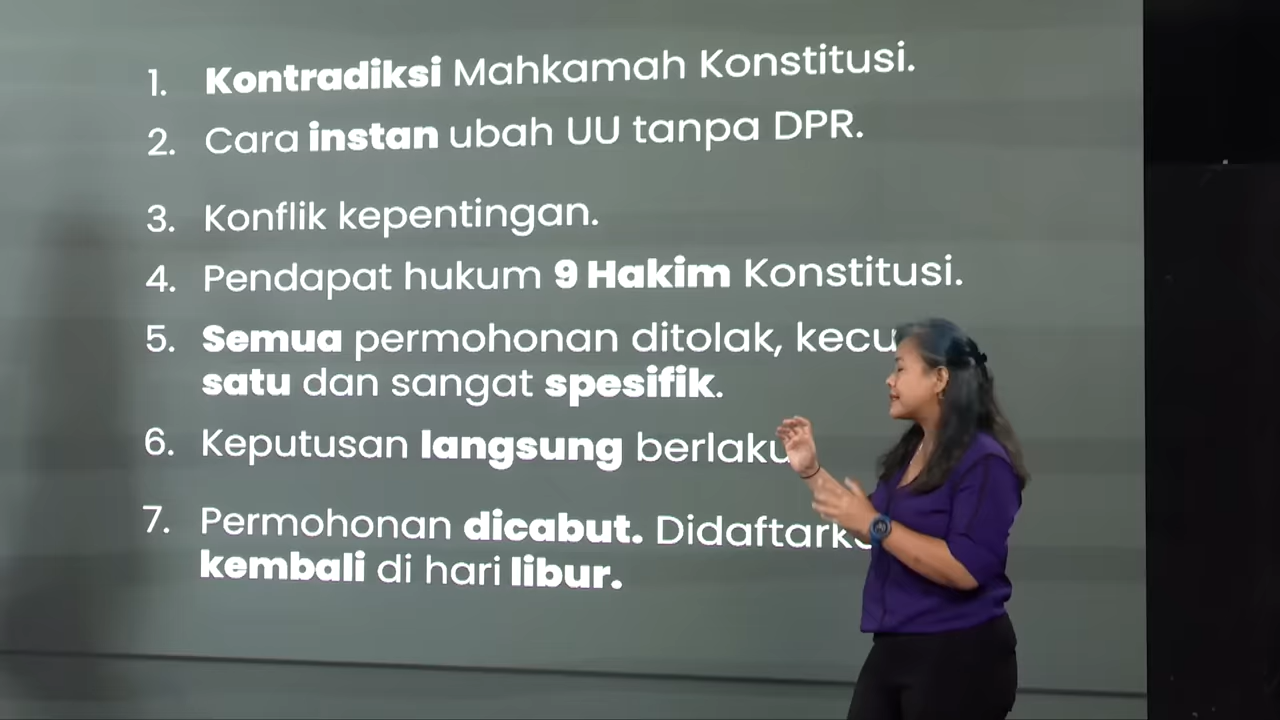 1. Kontradiksi Mahkamah Konstitusi.
2. Cara instan ubah UU tanpa DPR.
3. Konflik kepentingan.
4. Pendapat hukum 9 Hakim Konstitusi.
5. Semua permohonan ditolak,
satu dan sangat spesifik.
6. Keputusan langsung berlaku
7. Permohonan dicabut.
kembali di hari libur.